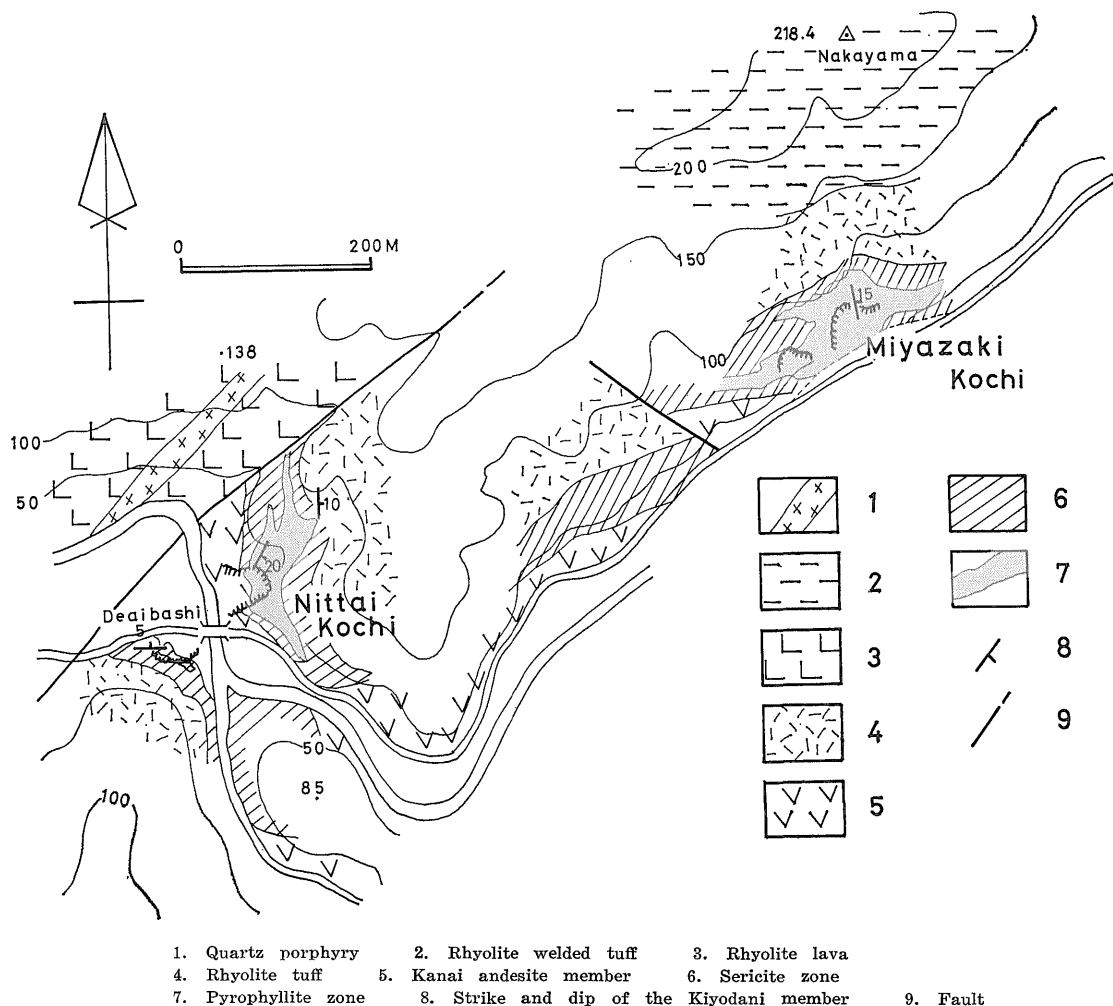 218.4
Nakayama
200
0 200M
150
15
138
Miyazaki
Kochi
100
100
50
10
20
Nittai
Kochi
Deaibashi
5
50
85
100
1
2
3
4
5
6
7
8
9
1. Quartz porphyry 2. Rhyolite welded tuff 3. Rhyolite lava
4. Rhyolite tuff 5. Kanai andesite member 6. Sericite zone
7. Pyrophyllite zone 8. Strike and dip of the Kiyodani member 9. Fault